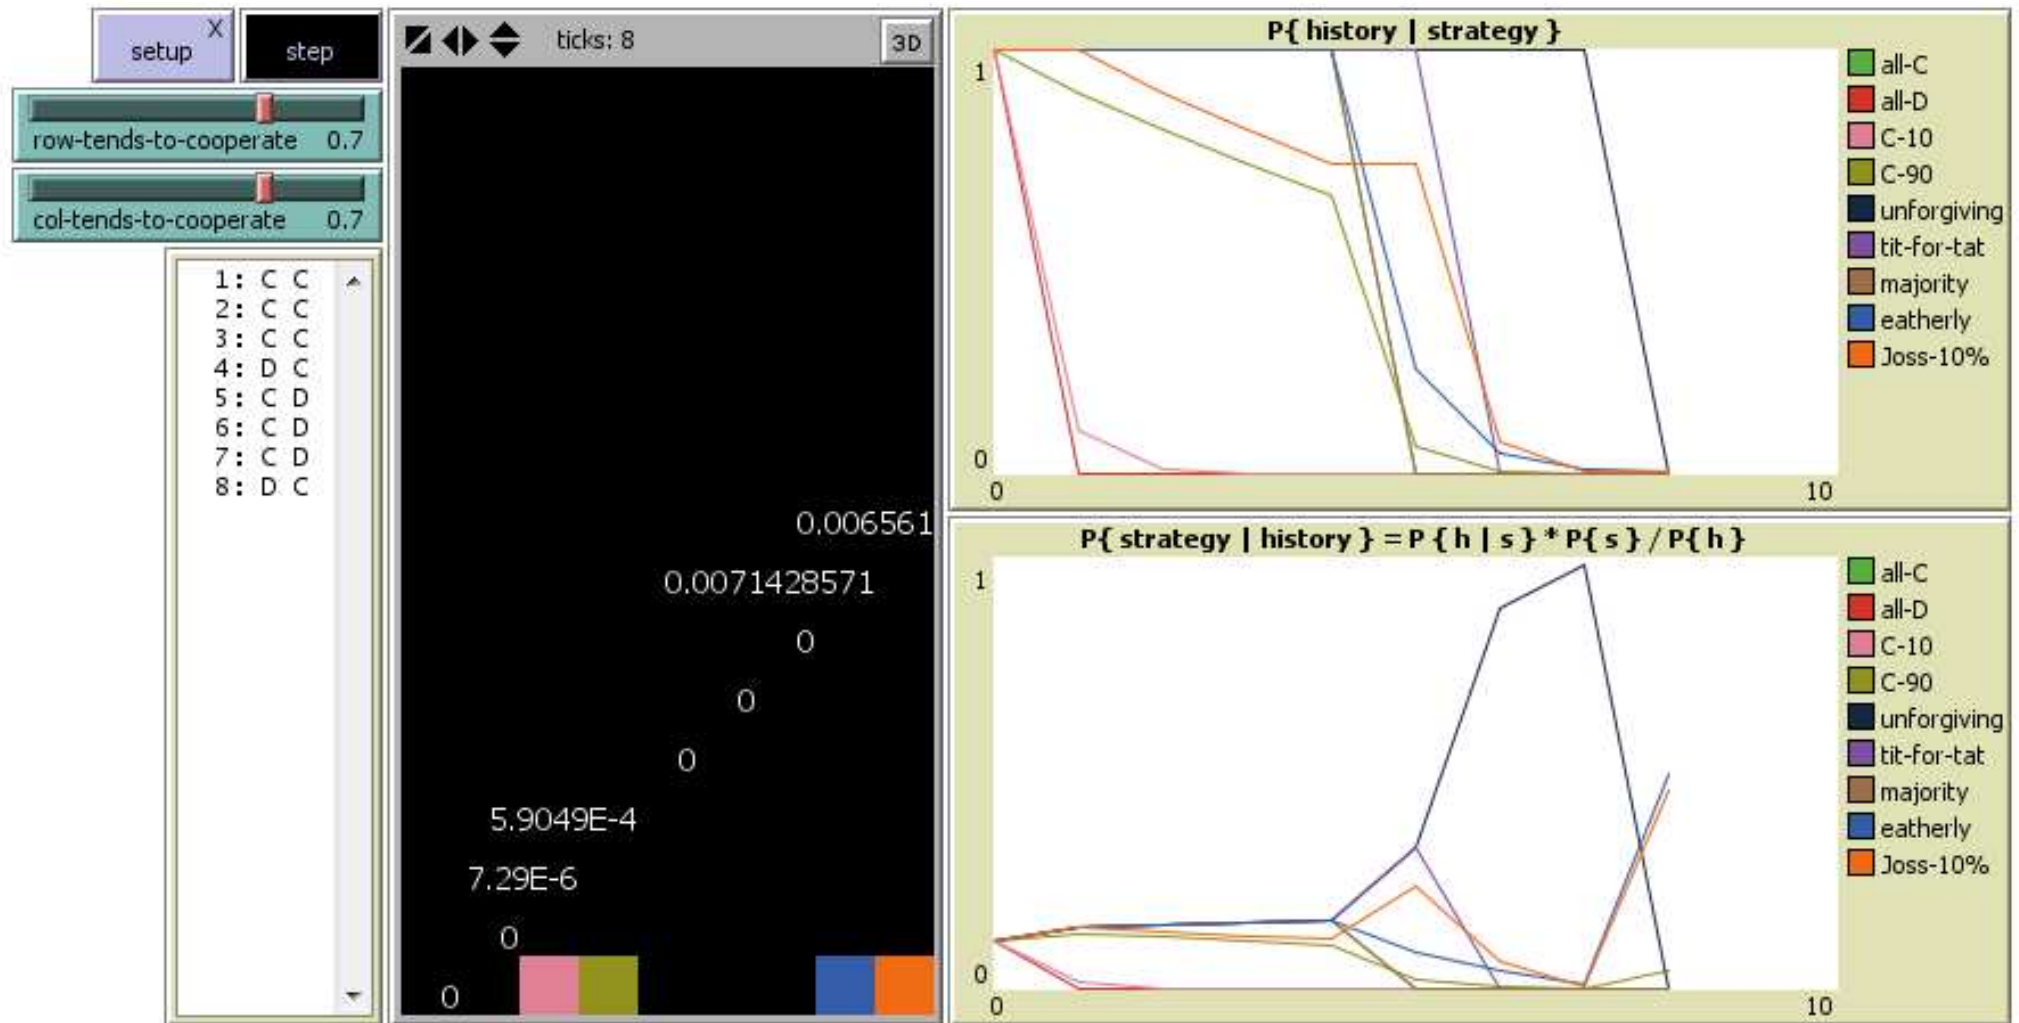 setup X
step
row-tends-to-cooperate 0.7
col-tends-to-cooperate 0.7
1: C C
2: C C
3: C C
4: D C
5: C D
6: C D
7: C D
8: D C
ticks: 8
3D
0.006561
0.0071428571
0
0
0
5.9049E-4
7.29E-6
0
0
P{ history | strategy }
1
0
0
10
all-C
all-D
C-10
C-90
unforgiving
tit-for-tat
majority
eatherly
Joss-10%
P{ strategy | history } = P { h | s } * P{ s } / P{ h }
1
0
0
10
all-C
all-D
C-10
C-90
unforgiving
tit-for-tat
majority
eatherly
Joss-10%